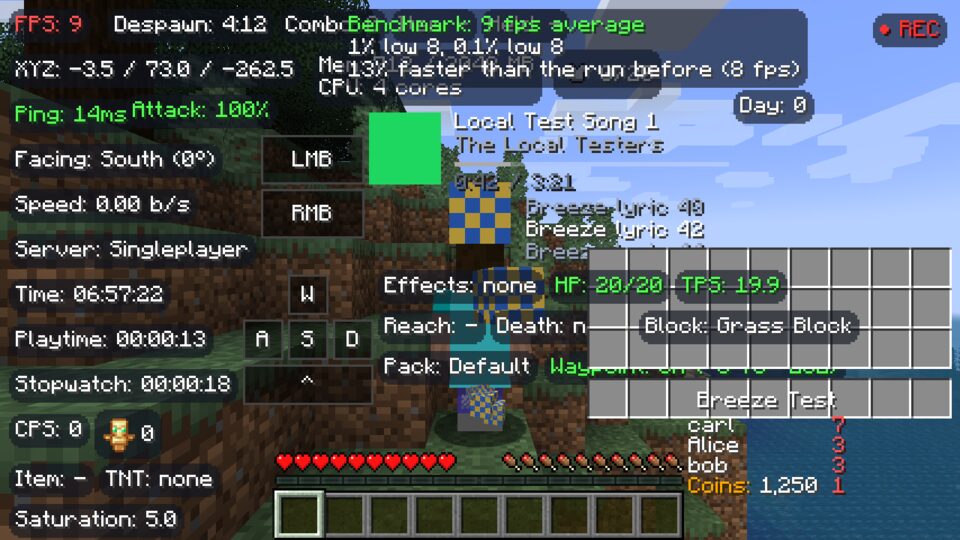 FPS: 9
Despawn: 4:12
Benchmark: 9 fps average
1% low 8, 0.1% low 8
13% faster than the run before (8 fps)
REC
XYZ: -3.5 / 73.0 / -262.5
CPU: 4 cores
Ping: 14ms
Attack: 100%
Day: 0
Local Test Song 1
The Local Testers
0:42 / 3:21
Facing: South (0°)
LMB
Speed: 0.00 b/s
RMB
Breeze lyric 40
Breeze lyric 42
Server: Singleplayer
Breeze
Time: 06:57:22
W
Effects: none
HP: 20/20
TPS: 19.9
Playtime: 00:00:13
A
S
D
Reach: -
Death:
Block: Grass Block
Pack: Default
Stopwatch: 00:00:18
^
Breeze Test
CPS: 0
0
carl 7
Alice 3
bob 3
Coins: 1,250 1
Item: -
TNT: none
Saturation: 5.0